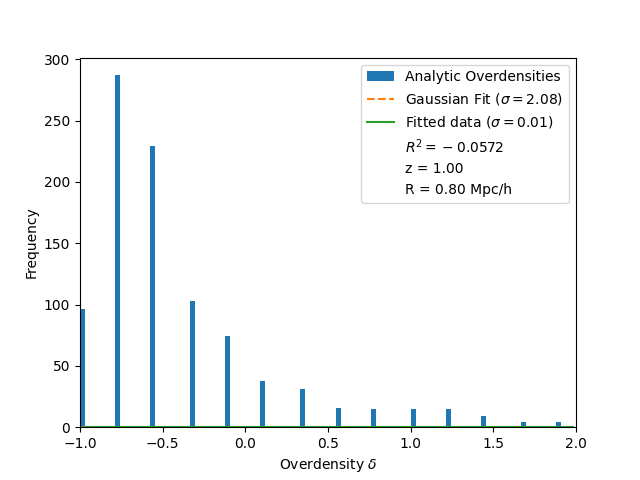 300
250
200
150
100
50
0
Frequency
Analytic Overdensities
Gaussian Fit (σ = 2.08)
Fitted data (σ = 0.01)
R² = −0.0572
z = 1.00
R = 0.80 Mpc/h
−1.0 −0.5 0.0 0.5 1.0 1.5 2.0
Overdensity δ